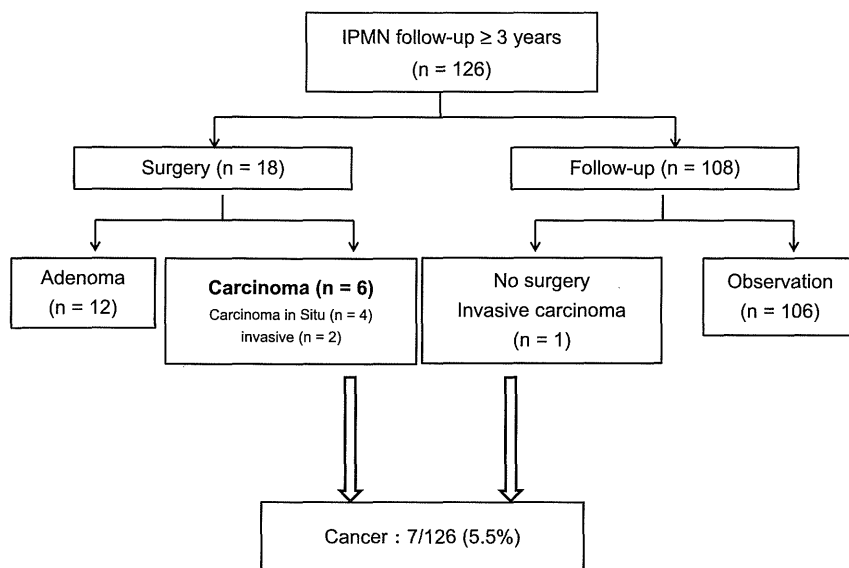 IPMN follow-up ≥ 3 years
(n = 126)
Surgery (n = 18)
Follow-up (n = 108)
Adenoma
(n = 12)
Carcinoma (n = 6)
Carcinoma in Situ (n = 4)
invasive (n = 2)
No surgery
Invasive carcinoma
(n = 1)
Observation
(n = 106)
Cancer : 7/126 (5.5%)